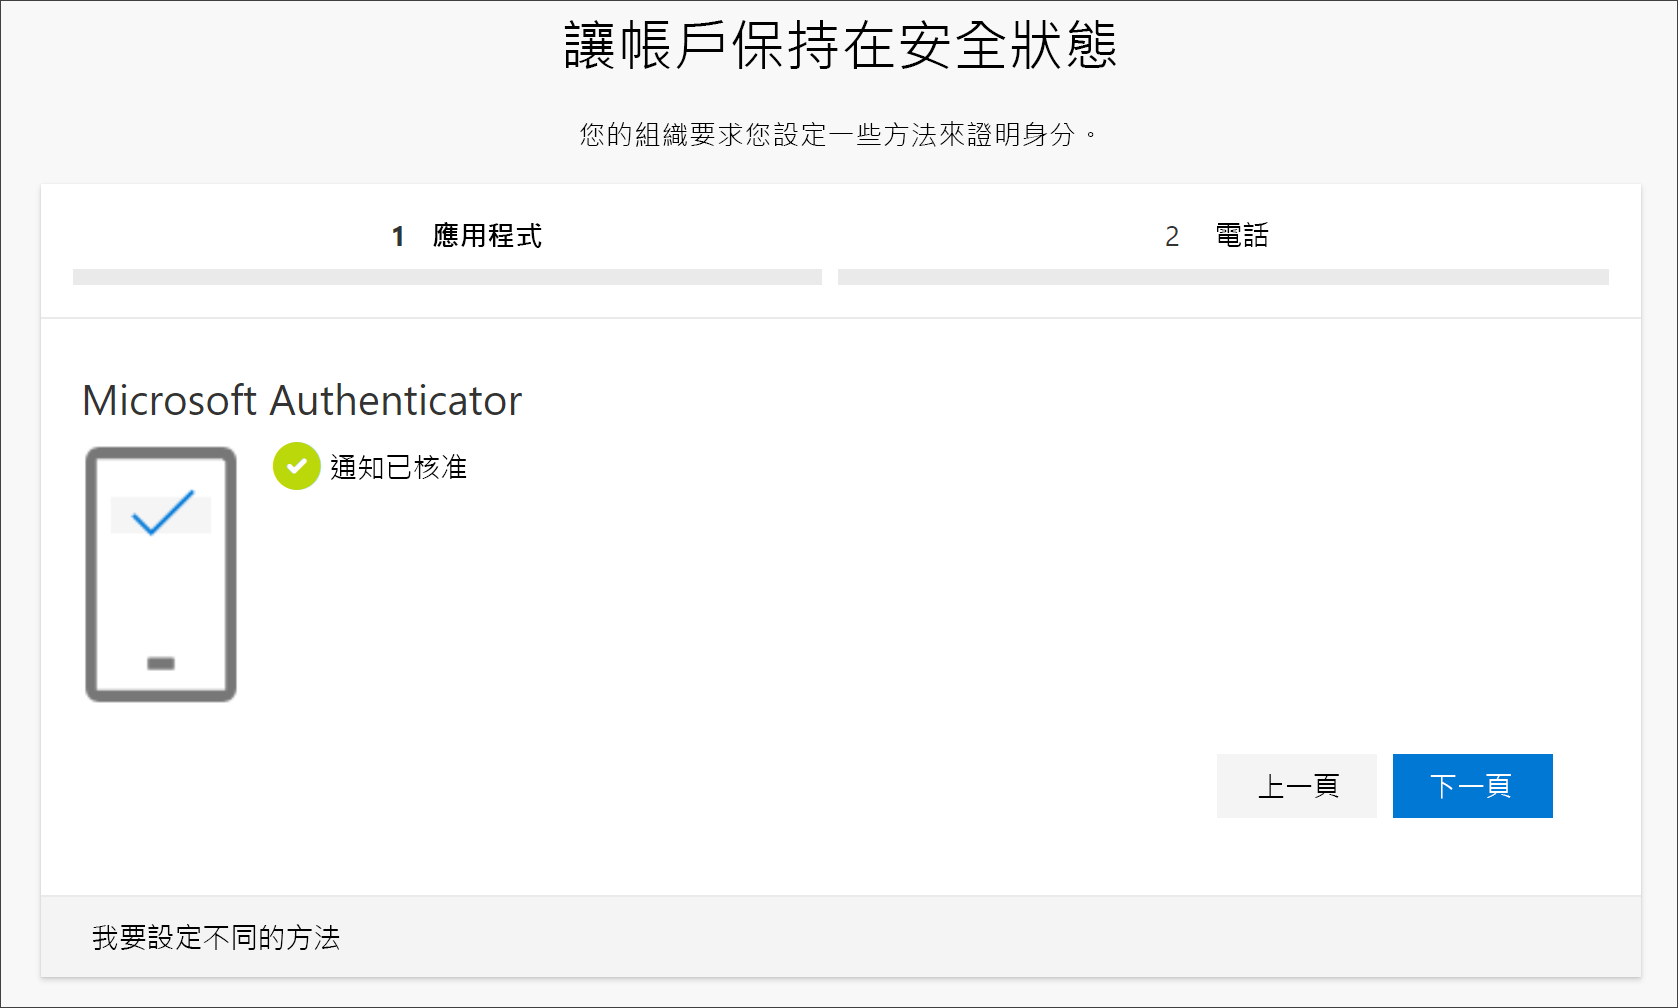 讓帳戶保持在安全狀態
您的組織要求您設定一些方法來證明身分。
1 應用程式
2 電話
Microsoft Authenticator
通知已核准
上一頁
下一頁
我要設定不同的方法